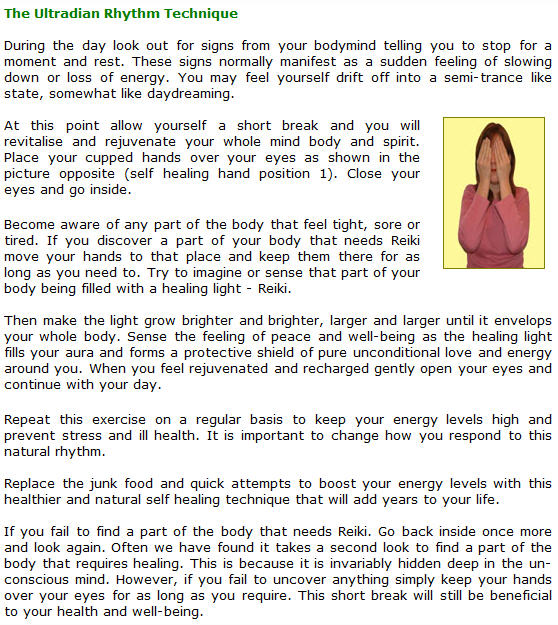 The Ultradian Rhythm Technique
During the day look out for signs from your bodymind telling you to stop for a
moment and rest. These signs normally manifest as a sudden feeling of slowing
down or loss of energy. You may feel yourself drift off into a semi-trance like
state, somewhat like daydreaming.
At this point allow yourself a short break and you will
revitalise and rejuvenate your whole mind body and spirit.
Place your cupped hands over your eyes as shown in the
picture opposite (self healing hand position 1). Close your
eyes and go inside.
Become aware of any part of the body that feel tight, sore or
tired. If you discover a part of your body that needs Reiki
move your hands to that place and keep them there for as
long as you need to. Try to imagine or sense that part of your
body being filled with a healing light - Reiki.
Then make the light grow brighter and brighter, larger and larger until it envelops
your whole body. Sense the feeling of peace and well-being as the healing light
fills your aura and forms a protective shield of pure unconditional love and energy
around you. When you feel rejuvenated and recharged gently open your eyes and
continue with your day.
Repeat this exercise on a regular basis to keep your energy levels high and
prevent stress and ill health. It is important to change how you respond to this
natural rhythm.
Replace the junk food and quick attempts to boost your energy levels with this
healthier and natural self healing technique that will add years to your life.
If you fail to find a part of the body that needs Reiki. Go back inside once more
and look again. Often we have found it takes a second look to find a part of the
body that requires healing. This is because it is invariably hidden deep in the un-
conscious mind. However, if you fail to uncover anything simply keep your hands
over your eyes for as long as you require. This short break will still be beneficial
to your health and well-being.